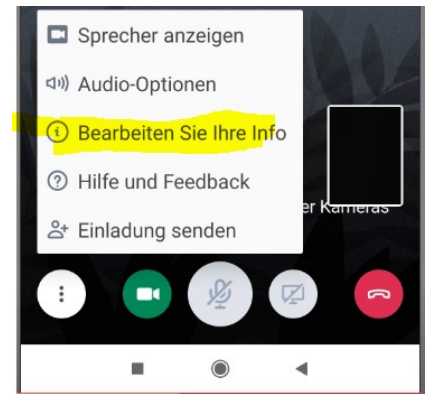 Sprecher anzeigen
Audio-Optionen
Bearbeiten Sie Ihre Info
Hilfe und Feedback
er Kameras
Einladung senden